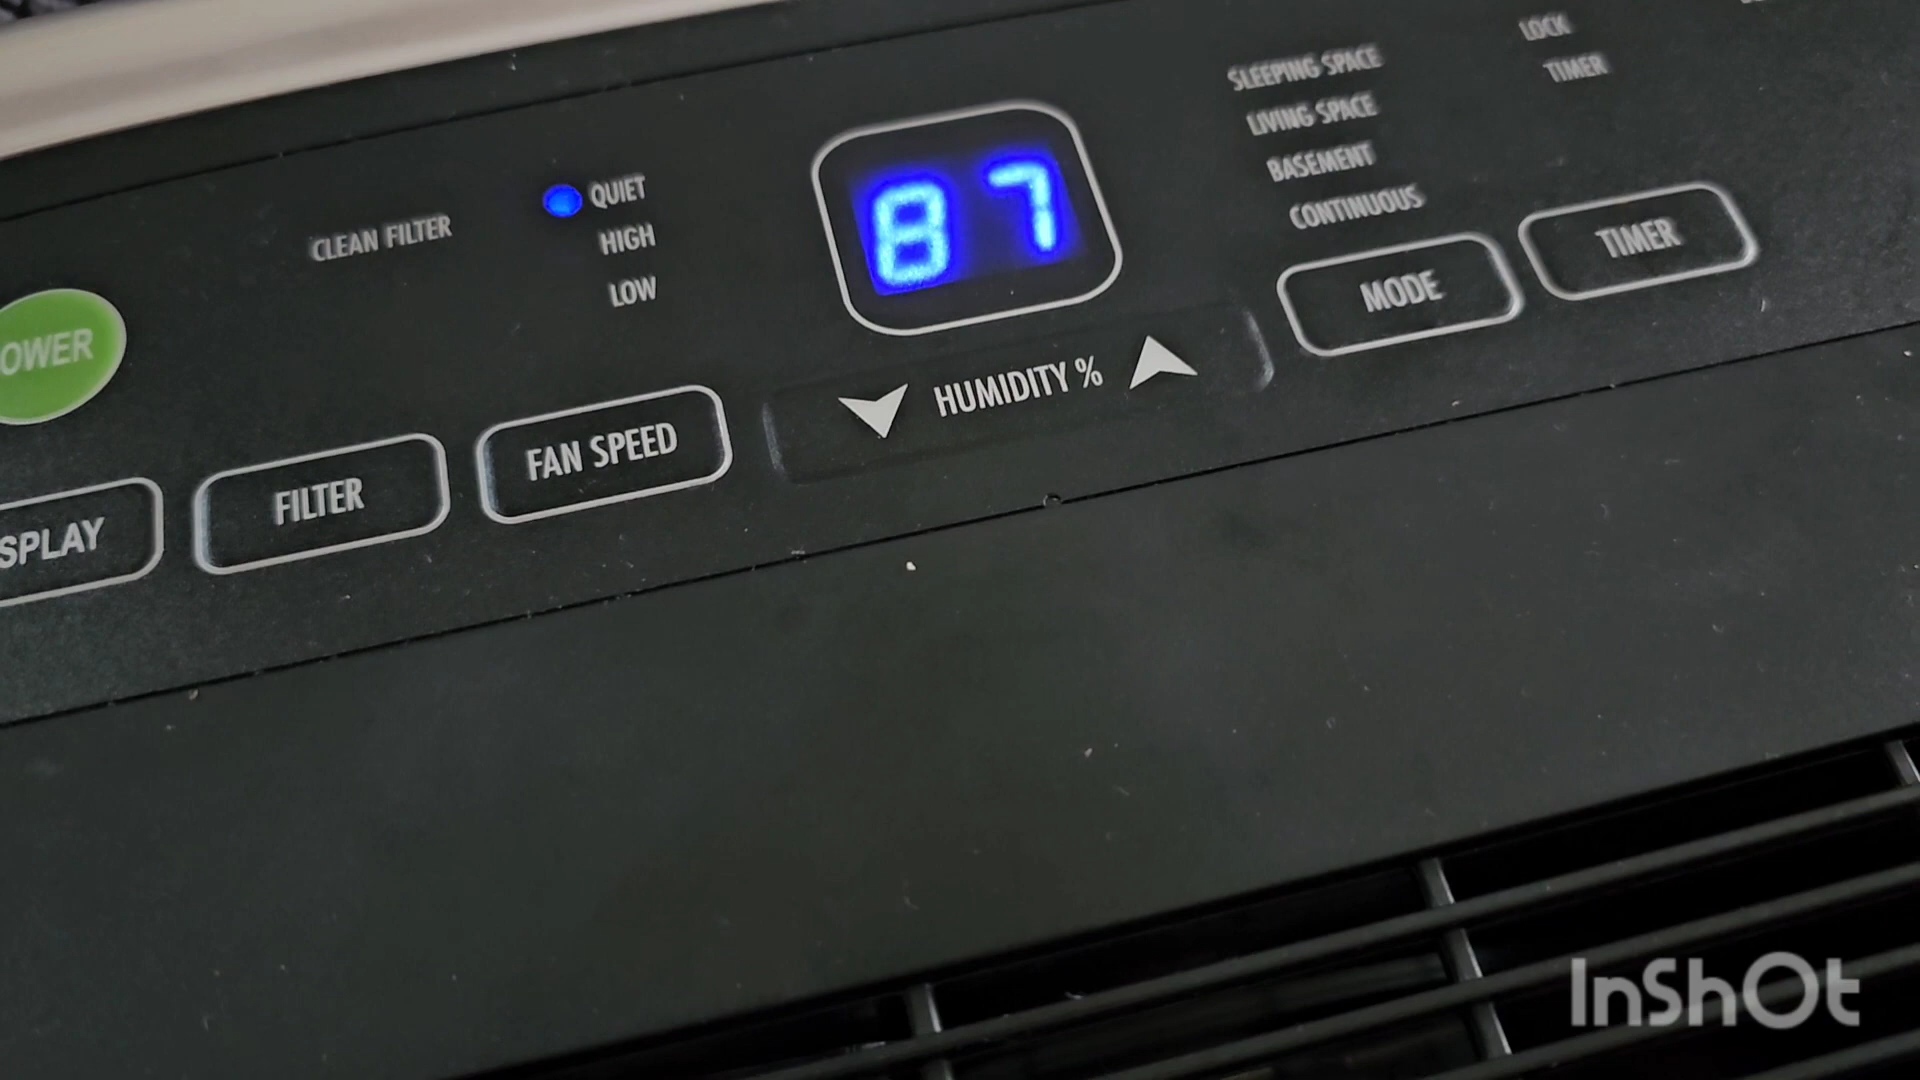 LOCK
TIMER
SLEEPING SPACE
LIVING SPACE
BASEMENT
CONTINUOUS
CLEAN FILTER
QUIET
HIGH
LOW
87
OWER
SPLAY
FILTER
FAN SPEED
HUMIDITY %
MODE
TIMER
InShOt